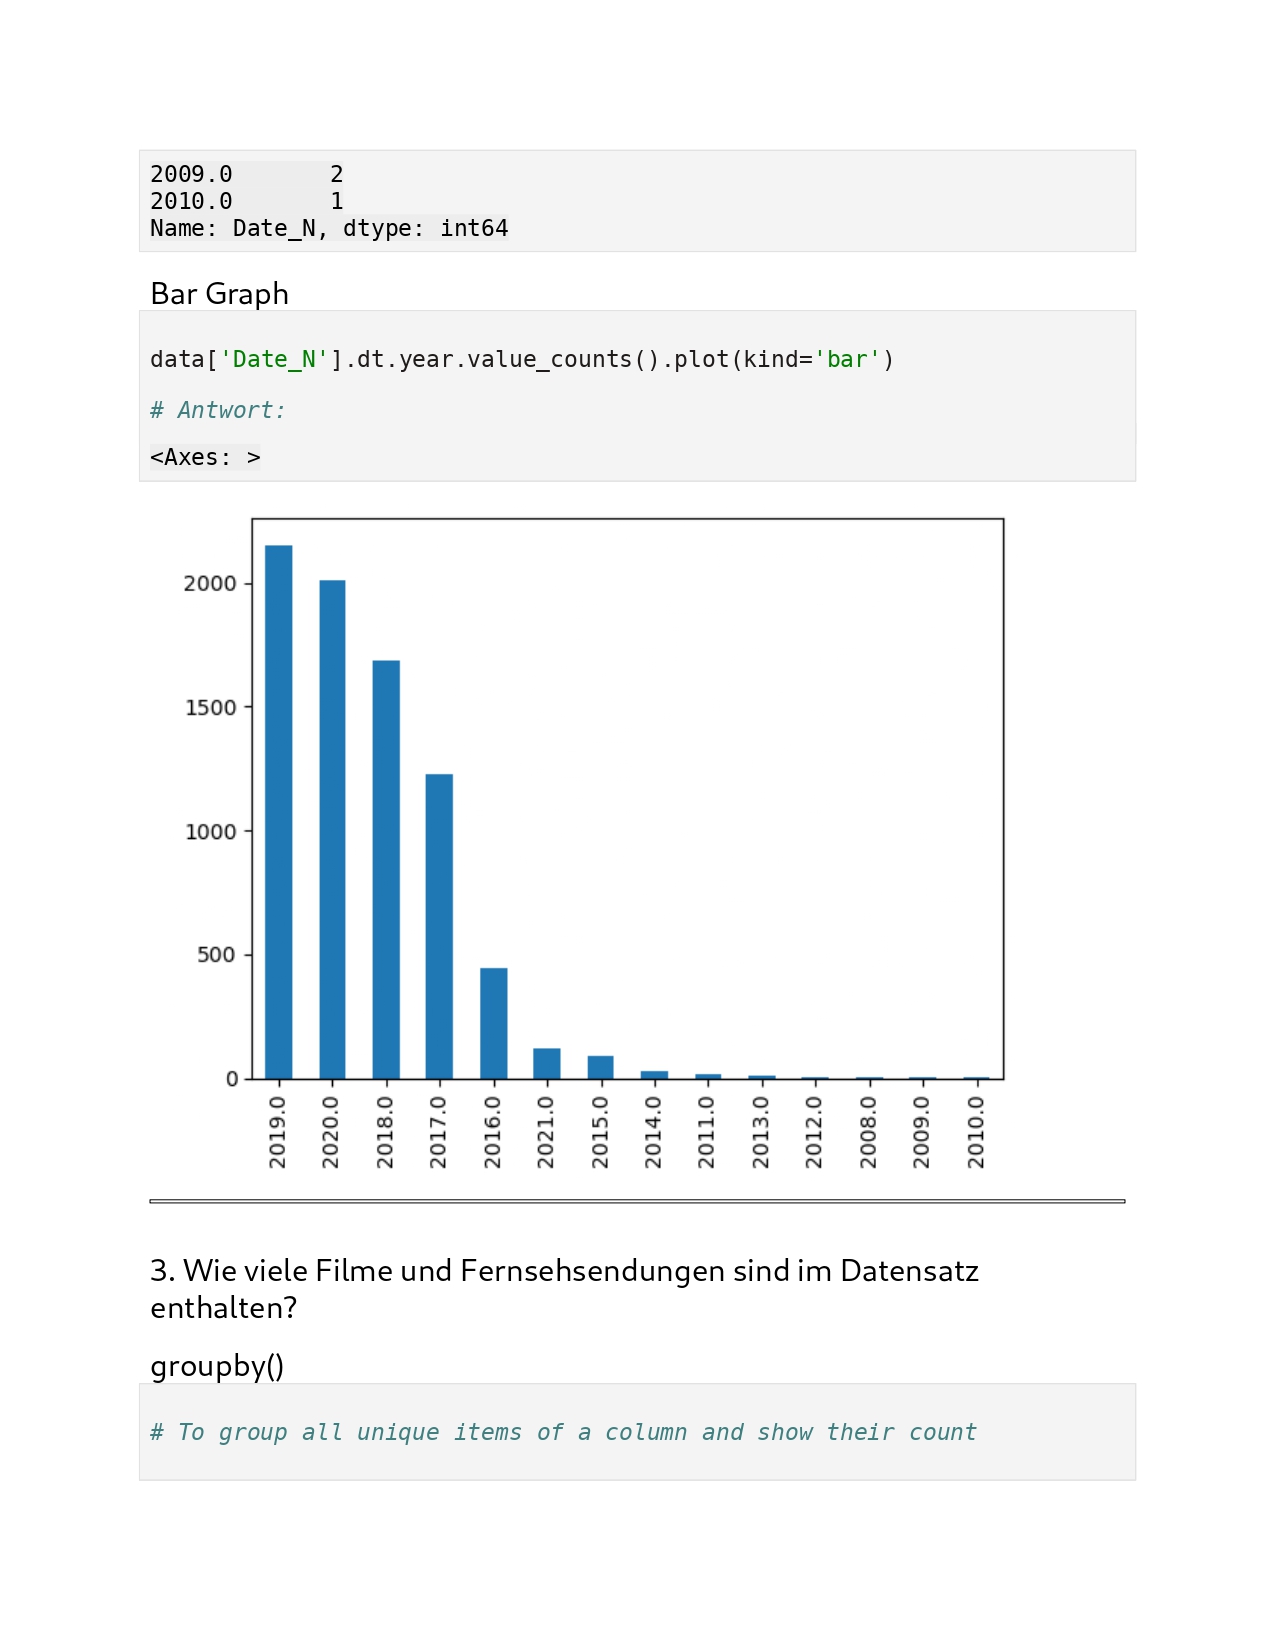 2009.0       2
2010.0       1
Name: Date_N, dtype: int64
Bar Graph
data['Date_N'].dt.year.value_counts().plot(kind='bar')
# Antwort:
<Axes: >
2000
1500
1000
500
0
2019.0 2020.0 2018.0 2017.0 2016.0 2021.0 2015.0 2014.0 2011.0 2013.0 2012.0 2008.0 2009.0 2010.0
3. Wie viele Filme und Fernsehsendungen sind im Datensatz
enthalten?
groupby()
# To group all unique items of a column and show their count